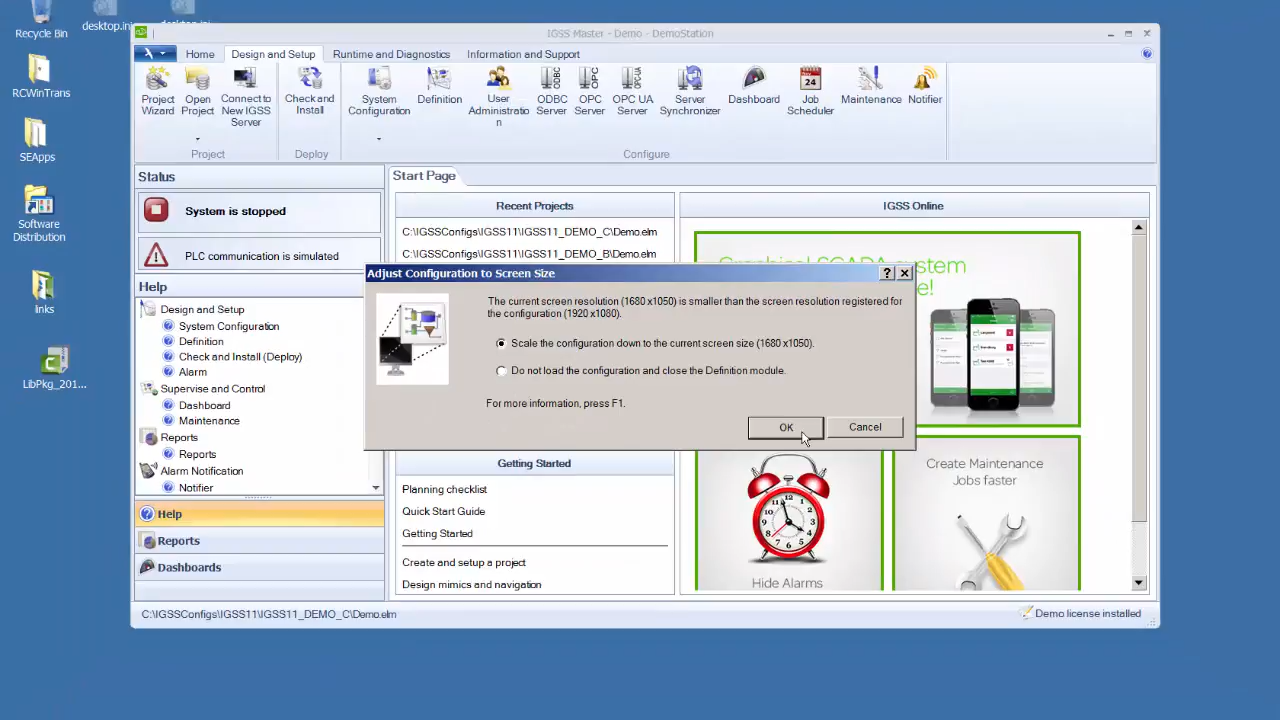 Recycle Bin
desktop.ini
RCWinTrans
SEApps
Software
Distribution
links
LibPkg_201...
IGSS Master - Demo - DemoStation
Home
Design and Setup
Runtime and Diagnostics
Information and Support
Project
Wizard
Open
Project
Connect to
New IGSS
Server
Check and
Install
System
Configuration
Definition
User
Administratio
n
ODBC
Server
OPC
Server
OPC UA
Server
Server
Synchronizer
Dashboard
24
Job
Scheduler
Maintenance
Notifier
Project
Deploy
Configure
Status
System is stopped
PLC communication is simulated
Help
Design and Setup
System Configuration
Definition
Check and Install (Deploy)
Alarm
Supervise and Control
Dashboard
Maintenance
Reports
Reports
Alarm Notification
Notifier
Help
Reports
Dashboards
Start Page
Recent Projects
C:\IGSSConfigs\IGSS11\IGSS11_DEMO_C\Demo.elm
C:\IGSSConfigs\IGSS11\IGSS11_DEMO_B\Demo.elm
IGSS Online
Adjust Configuration to Screen Size
The current screen resolution (1680 x1050) is smaller than the screen resolution registered for
the configuration (1920 x1080).
Scale the configuration down to the current screen size (1680 x1050).
Do not load the configuration and close the Definition module.
For more information, press F1.
OK
Cancel
Getting Started
Planning checklist
Quick Start Guide
Getting Started
Create and setup a project
Design mimics and navigation
Hide Alarms
Create Maintenance
Jobs faster
C:\IGSSConfigs\IGSS11\IGSS11_DEMO_C\Demo.elm
Demo license installed